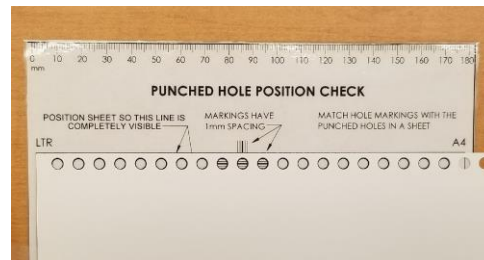 0 10 20 30 40 50 60 70 80 90 100 110 120 130 140 150 160 170 180
mm
PUNCHED HOLE POSITION CHECK
POSITION SHEET SO THIS LINE IS
COMPLETELY VISIBLE
MARKINGS HAVE
1mm SPACING
MATCH HOLE MARKINGS WITH THE
PUNCHED HOLES IN A SHEET
LTR
A4